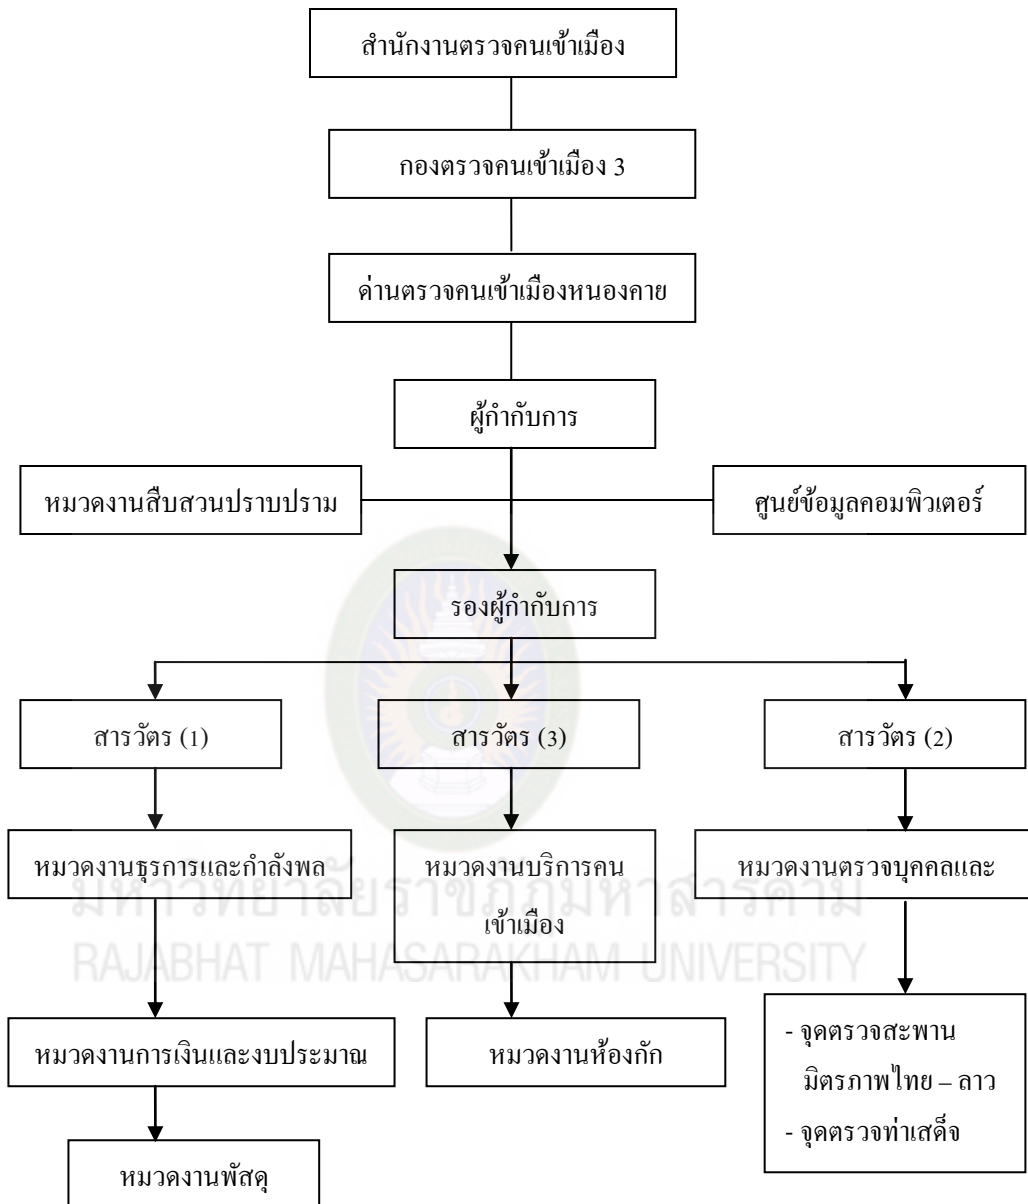 สำนักงานตรวจคนเข้าเมือง
กองตรวจคนเข้าเมือง 3
ด่านตรวจคนเข้าเมืองหนองคาย
ผู้กำกับการ
หมวดงานสืบสวนปราบปราม
ศูนย์ข้อมูลคอมพิวเตอร์
รองผู้กำกับการ
สารวัตร (1)
สารวัตร (3)
สารวัตร (2)
หมวดงานธุรการและกำลังพล
หมวดงานบริการคน
เข้าเมือง
หมวดงานตรวจบุคคลและ
มหาวิทยาลัยราชภัฏมหาสารคาม
RAJABHAT MAHASARAKHAM UNIVERSITY
หมวดงานการเงินและงบประมาณ
หมวดงานห้องกัก
- จุดตรวจสะพาน
มิตรภาพไทย – ลาว
- จุดตรวจท่าเสด็จ
หมวดงานพัสดุ